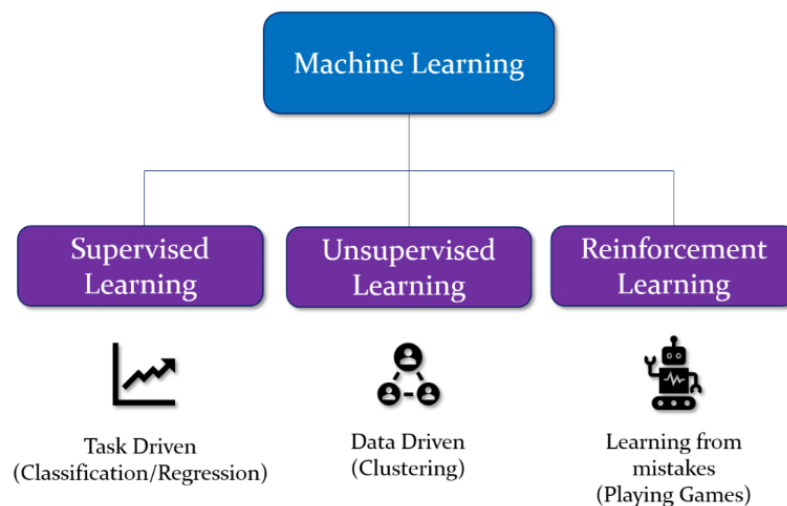 Machine Learning
Supervised
Learning
Unsupervised
Learning
Reinforcement
Learning
Task Driven
(Classification/Regression)
Data Driven
(Clustering)
Learning from
mistakes
(Playing Games)